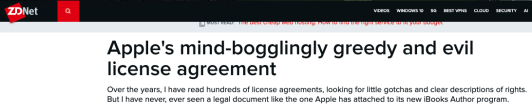 ZDNet
VIDEOS WINDOWS 10 5G BEST VPNS CLOUD SECURITY AI
MUST READ: The best cheap web hosting: How to find the right service to fit your budget
Apple's mind-bogglingly greedy and evil
license agreement
Over the years, I have read hundreds of license agreements, looking for little gotchas and clear descriptions of rights.
But I have never, ever seen a legal document like the one Apple has attached to its new iBooks Author program.